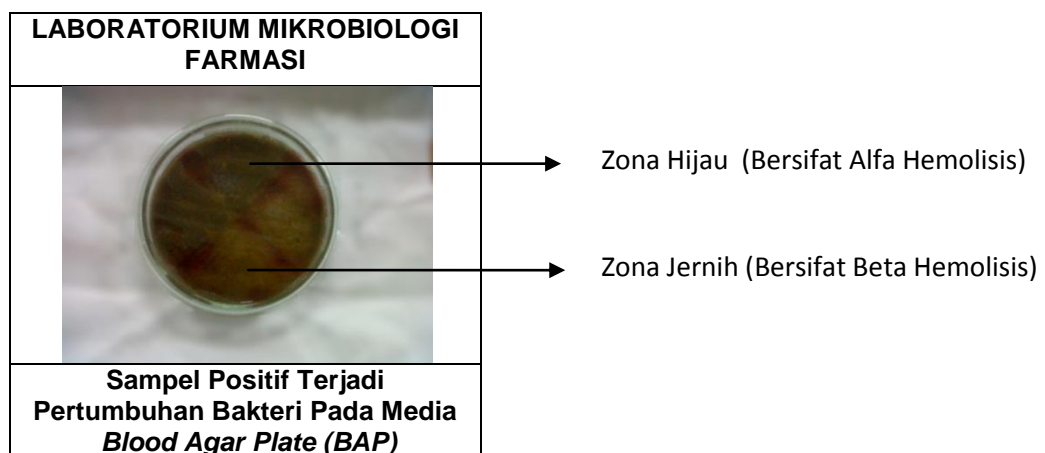 LABORATORIUM MIKROBIOLOGI
FARMASI
Zona Hijau  (Bersifat Alfa Hemolisis)
Zona Jernih (Bersifat Beta Hemolisis)
Sampel Positif Terjadi
Pertumbuhan Bakteri Pada Media
Blood Agar Plate (BAP)